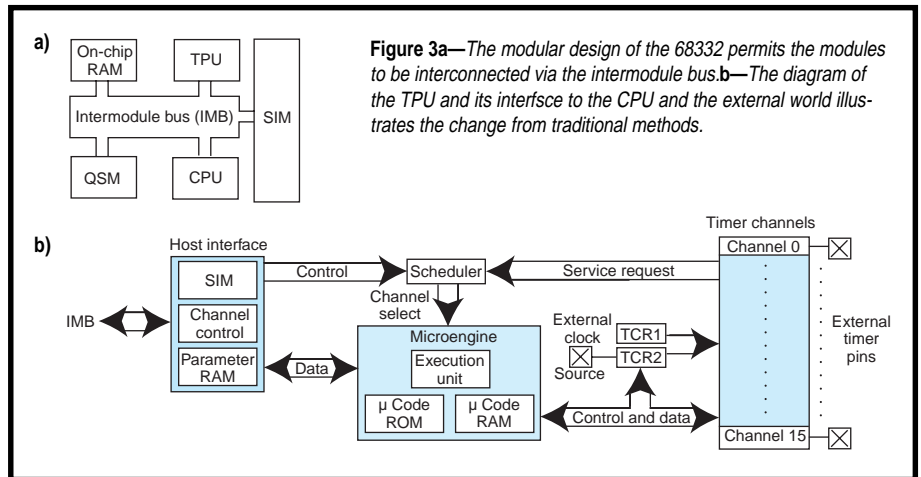 a)
On-chip
RAM
TPU
Intermodule bus (IMB)
SIM
QSM
CPU
Figure 3a—The modular design of the 68332 permits the modules
to be interconnected via the intermodule bus.b—The diagram of
the TPU and its interfsce to the CPU and the external world illus-
trates the change from traditional methods.
b)
Host interface
SIM
Channel
control
Parameter
RAM
IMB
Control
Scheduler
Service request
Channel
select
Data
Microengine
Execution
unit
µ Code
ROM
µ Code
RAM
External
clock
Source
TCR1
TCR2
Control and data
Timer channels
Channel 0
Channel 15
External
timer
pins